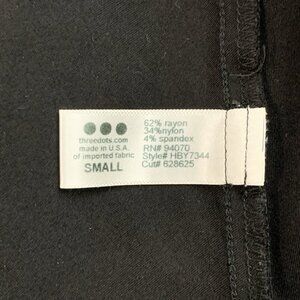 threedots.com
made in U.S.A.
of imported fabric
SMALL
62% rayon
34%nylon
4% spandex
RN# 94070
Style# HBY7344
Cut# 628625